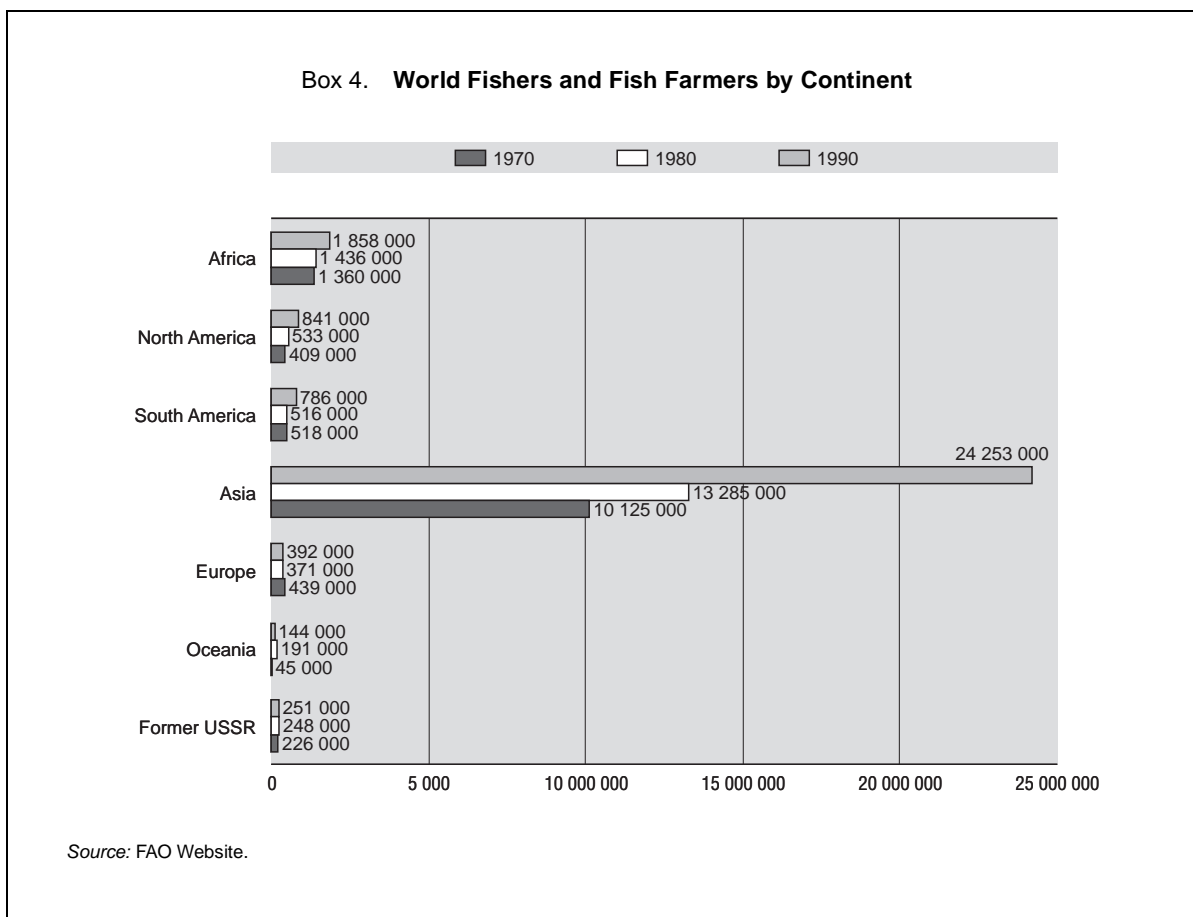 Box 4. World Fishers and Fish Farmers by Continent
1970 1980 1990
Africa
1 858 000
1 436 000
1 360 000
North America
841 000
533 000
409 000
South America
786 000
516 000
518 000
Asia
24 253 000
13 285 000
10 125 000
Europe
392 000
371 000
439 000
Oceania
144 000
191 000
45 000
Former USSR
251 000
248 000
226 000
0 5 000 10 000 000 15 000 000 20 000 000 25 000 000
Source: FAO Website.